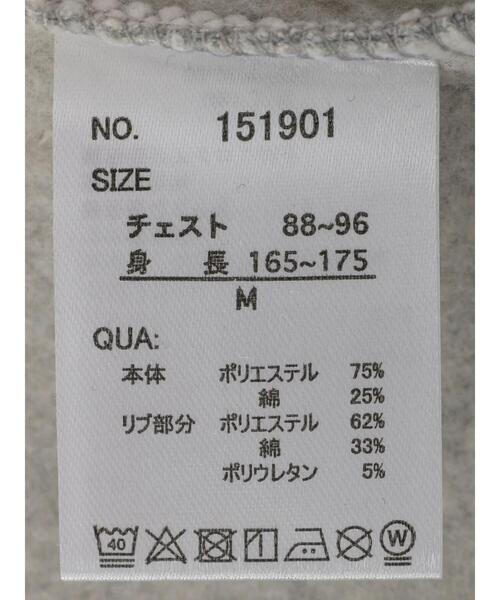 NO. 151901
SIZE
チェスト 88~96
身長 165~175
M
QUA:
本体 ポリエステル 75%
綿 25%
リブ部分 ポリエステル 62%
綿 33%
ポリウレタン 5%
40 W